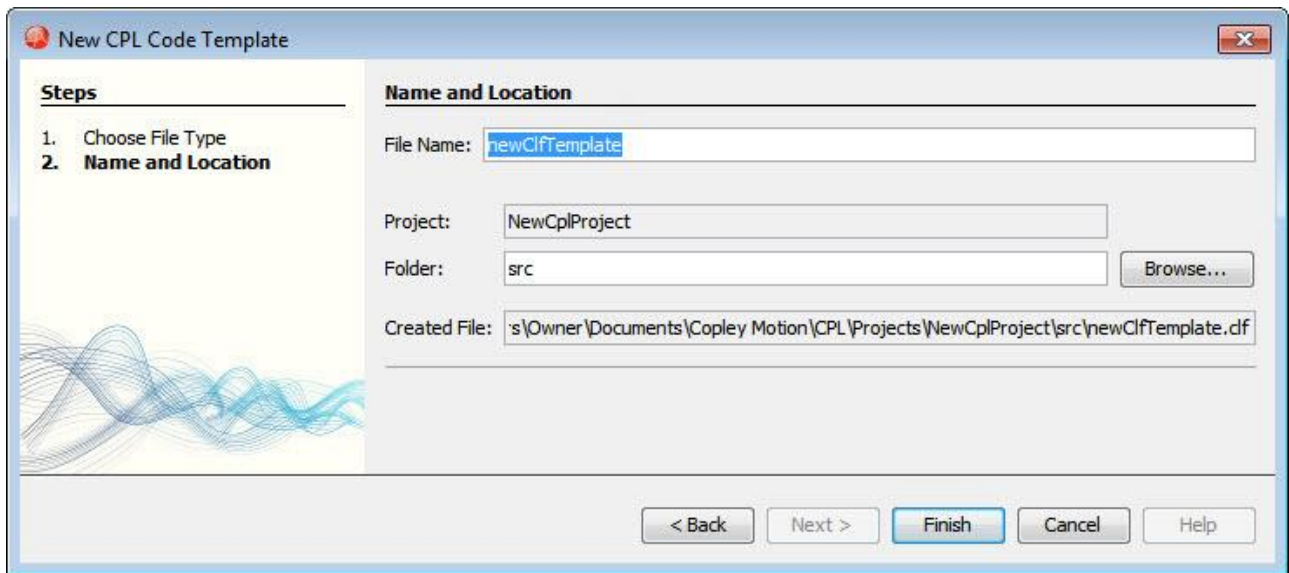 New CPL Code Template
Steps
1. Choose File Type
2. Name and Location
Name and Location
File Name: newClfTemplate
Project: NewCplProject
Folder: src Browse...
Created File: 's\Owner\Documents\Copley Motion\CPL\Projects\NewCplProject\src\newClfTemplate.clf
< Back Next > Finish Cancel Help